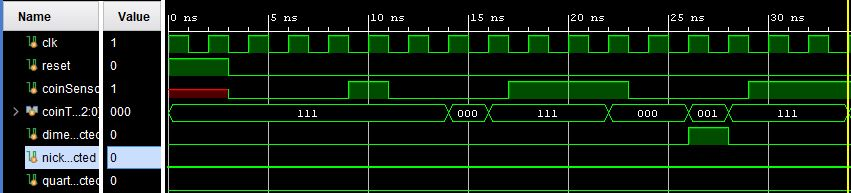 Name Value 0 ns 5 ns 10 ns 15 ns 20 ns 25 ns 30 ns
clk 1
reset 0
coinSenso 1
coinT...2:0] 000 111 000 111 000 001 111
dime...cted 0
nick...cted 0
quart...cted 0